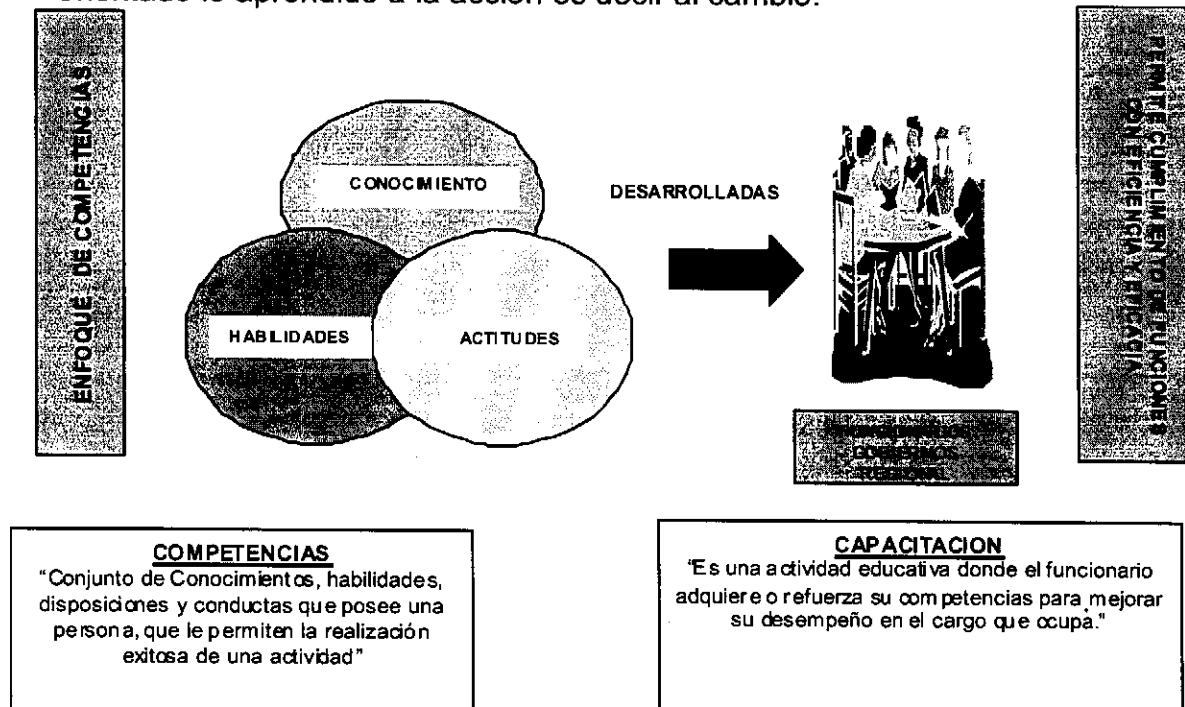 orientado lo aprendido a la acción es decir al cambio.
ENFOQUE DE COMPETENCIAS
CONOCIMIENTO
HABILIDADES
ACTITUDES
DESARROLLADAS
GOBIERNOS
REGIONAL
PERMITE CUMPLIMIENTO DE FUNCIONES
CON EFICIENCIA Y EFICACIA
COMPETENCIAS
"Conjunto de Conocimientos, habilidades,
disposiciones y conductas que posee una
persona, que le permiten la realización
exitosa de una actividad"
CAPACITACION
"Es una actividad educativa donde el funcionario
adquiere o refuerza su competencias para mejorar
su desempeño en el cargo que ocupa."